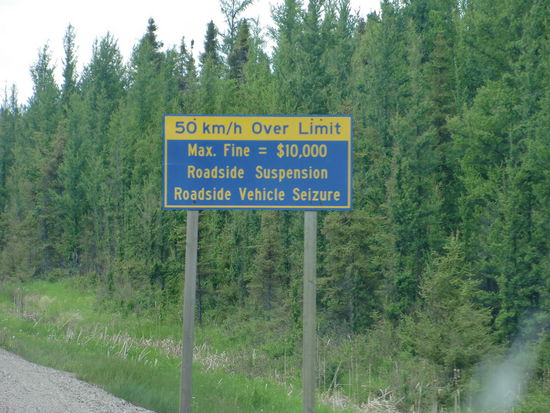 50 km/h Over Limit
Max. Fine = $10,000
Roadside Suspension
Roadside Vehicle Seizure